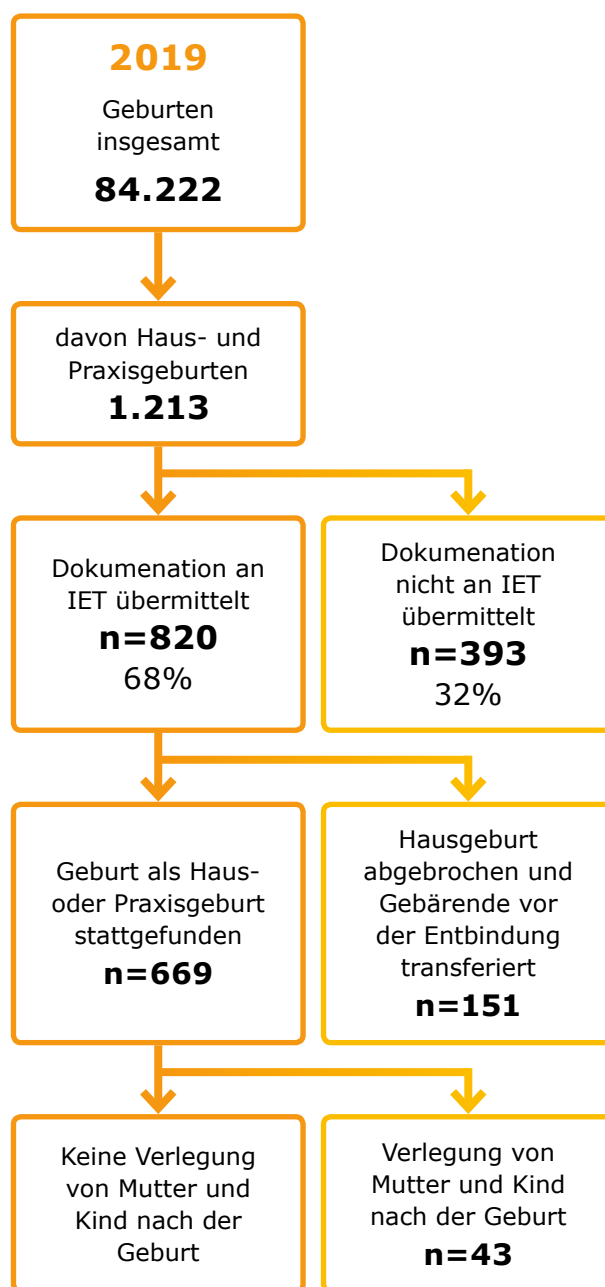 2019
Geburten
insgesamt
84.222
davon Haus- und
Praxisgeburten
1.213
Dokumenation an
IET übermittelt
n=820
68%
Dokumenation
nicht an IET
übermittelt
n=393
32%
Geburt als Haus-
oder Praxisgeburt
stattgefunden
n=669
Hausgeburt
abgebrochen und
Gebärende vor
der Entbindung
transferiert
n=151
Keine Verlegung
von Mutter und
Kind nach der
Geburt
Verlegung von
Mutter und Kind
nach der Geburt
n=43